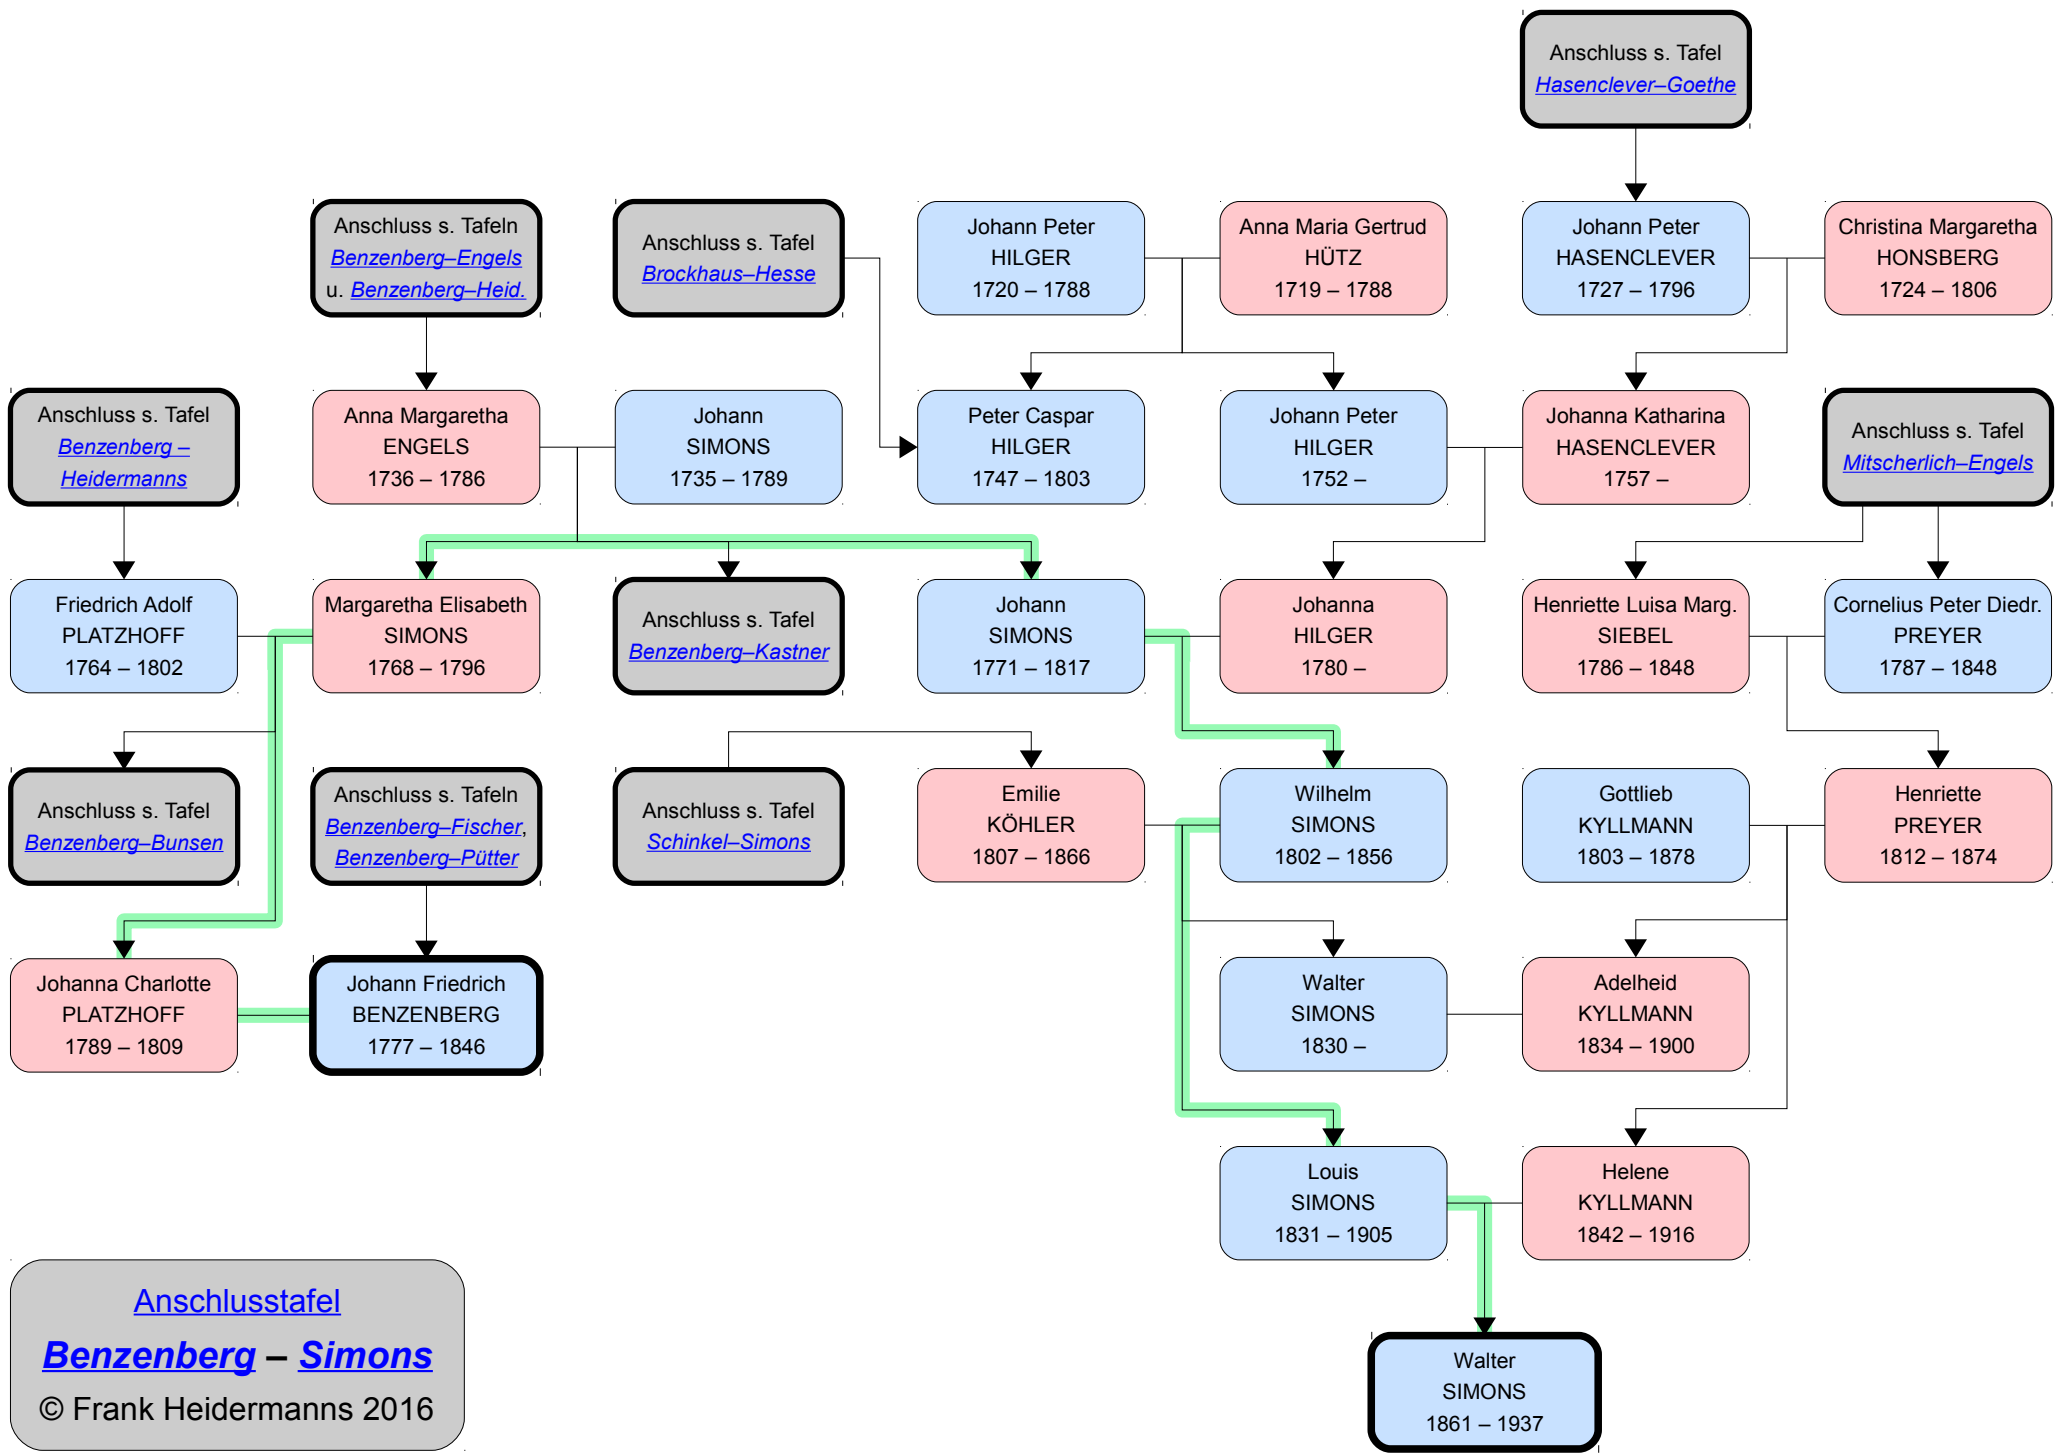 Anschluss s. Tafel
Hasenclever–Goethe
Anschluss s. Tafeln
Benzenberg–Engels
u. Benzenberg–Heid.
Anschluss s. Tafel
Brockhaus–Hesse
Johann Peter
HILGER
1720 – 1788
Anna Maria Gertrud
HÜTZ
1719 – 1788
Johann Peter
HASENCLEVER
1727 – 1796
Christina Margaretha
HONSBERG
1724 – 1806
Anschluss s. Tafel
Benzenberg –
Heidermanns
Anna Margaretha
ENGELS
1736 – 1786
Johann
SIMONS
1735 – 1789
Peter Caspar
HILGER
1747 – 1803
Johann Peter
HILGER
1752 –
Johanna Katharina
HASENCLEVER
1757 –
Anschluss s. Tafel
Mitscherlich–Engels
Friedrich Adolf
PLATZHOFF
1764 – 1802
Margaretha Elisabeth
SIMONS
1768 – 1796
Anschluss s. Tafel
Benzenberg–Kastner
Johann
SIMONS
1771 – 1817
Johanna
HILGER
1780 –
Henriette Luisa Marg.
SIEBEL
1786 – 1848
Cornelius Peter Diedr.
PREYER
1787 – 1848
Anschluss s. Tafel
Benzenberg–Bunsen
Anschluss s. Tafeln
Benzenberg–Fischer,
Benzenberg–Pütter
Anschluss s. Tafel
Schinkel–Simons
Emilie
KÖHLER
1807 – 1866
Wilhelm
SIMONS
1802 – 1856
Gottlieb
KYLLMANN
1803 – 1878
Henriette
PREYER
1812 – 1874
Johanna Charlotte
PLATZHOFF
1789 – 1809
Johann Friedrich
BENZENBERG
1777 – 1846
Walter
SIMONS
1830 –
Adelheid
KYLLMANN
1834 – 1900
Louis
SIMONS
1831 – 1905
Helene
KYLLMANN
1842 – 1916
Anschlusstafel
Benzenberg – Simons
© Frank Heidermanns 2016
Walter
SIMONS
1861 – 1937